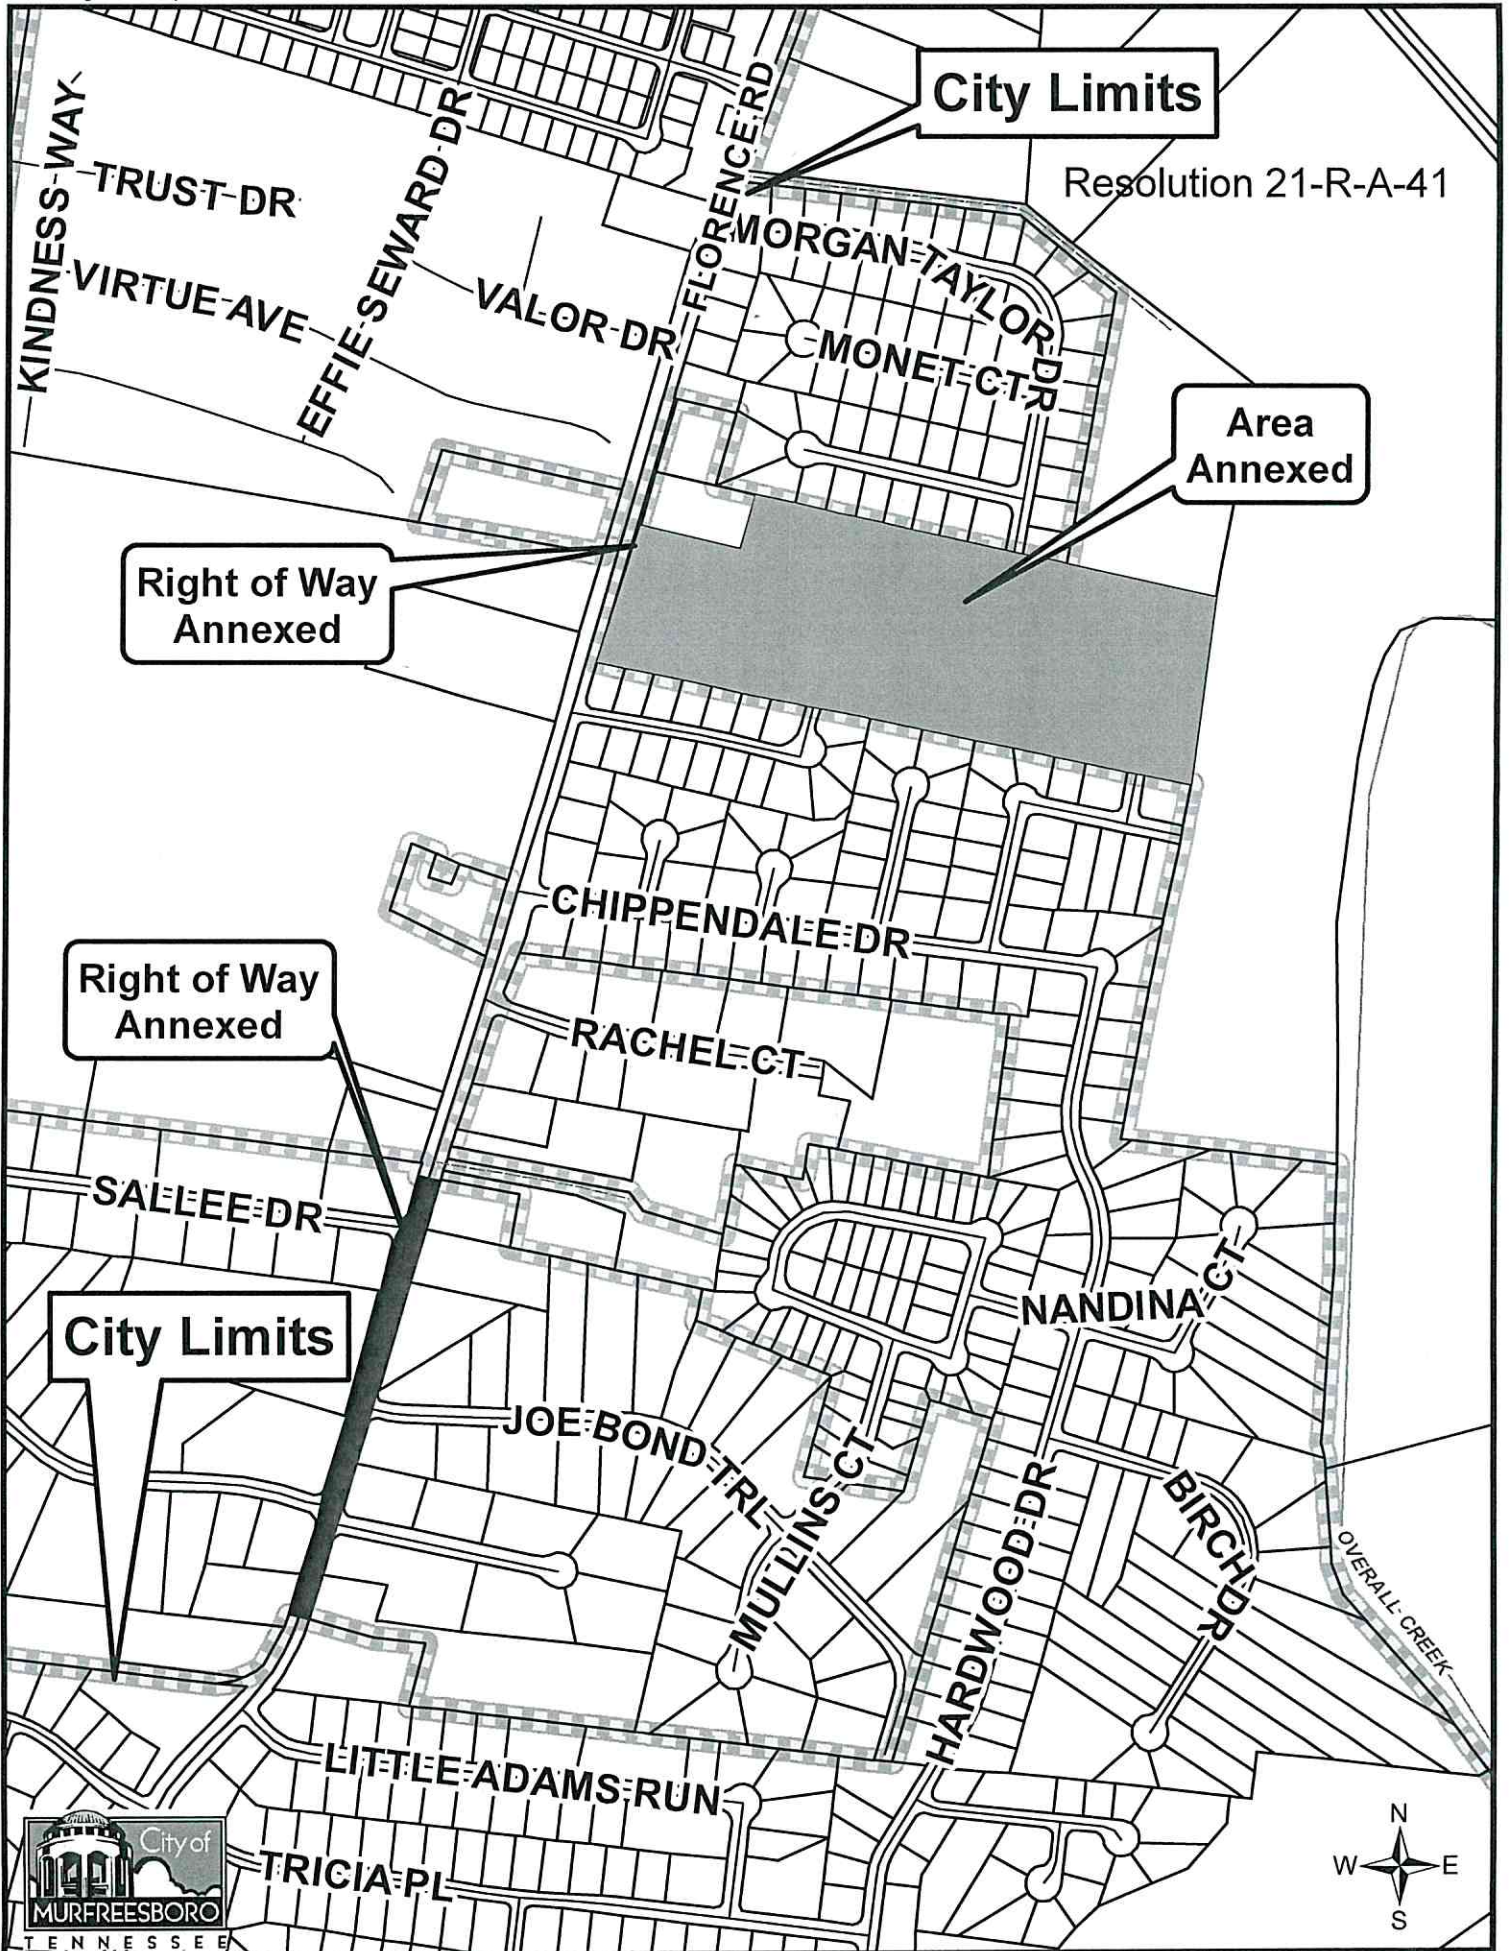 City Limits
Resolution 21-R-A-41
KINDNESS WAY
TRUST DR
EFFIE SEWARD DR
FLORENCE RD
VIRTUE AVE
VALOR DR
MORGAN TAYLOR DR
MONET CT
Area
Annexed
Right of Way
Annexed
CHIPPENDALE DR
Right of Way
Annexed
RACHEL CT
SALLEE DR
NANDINA CT
City Limits
JOE BOND TRL
MULLINS CT
HARDWOOD DR
BIRCH DR
OVERALL CREEK
LITTLE ADAMS RUN
TRICIA PL
City of
MURFREESBORO
TENNESSEE
N
W E
S